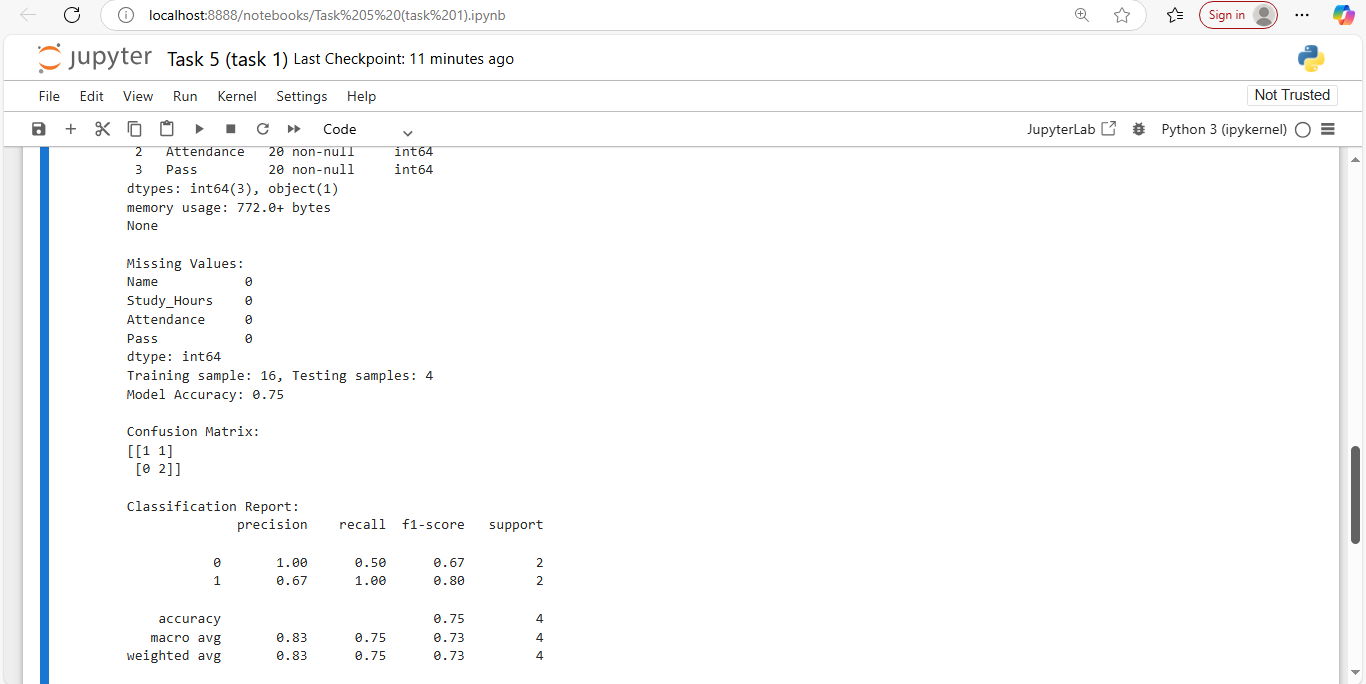 localhost:8888/notebooks/Task%205%20(task%201).ipynb
Sign in
jupyter Task 5 (task 1) Last Checkpoint: 11 minutes ago
File Edit View Run Kernel Settings Help
Not Trusted
Code
JupyterLab
Python 3 (ipykernel)
2 Attendance 20 non-null int64
3 Pass 20 non-null int64
dtypes: int64(3), object(1)
memory usage: 772.0+ bytes
None
Missing Values:
Name 0
Study_Hours 0
Attendance 0
Pass 0
dtype: int64
Training sample: 16, Testing samples: 4
Model Accuracy: 0.75
Confusion Matrix:
[[1 1]
[0 2]]
Classification Report:
precision recall f1-score support
0 1.00 0.50 0.67 2
1 0.67 1.00 0.80 2
accuracy 0.75 4
macro avg 0.83 0.75 0.73 4
weighted avg 0.83 0.75 0.73 4